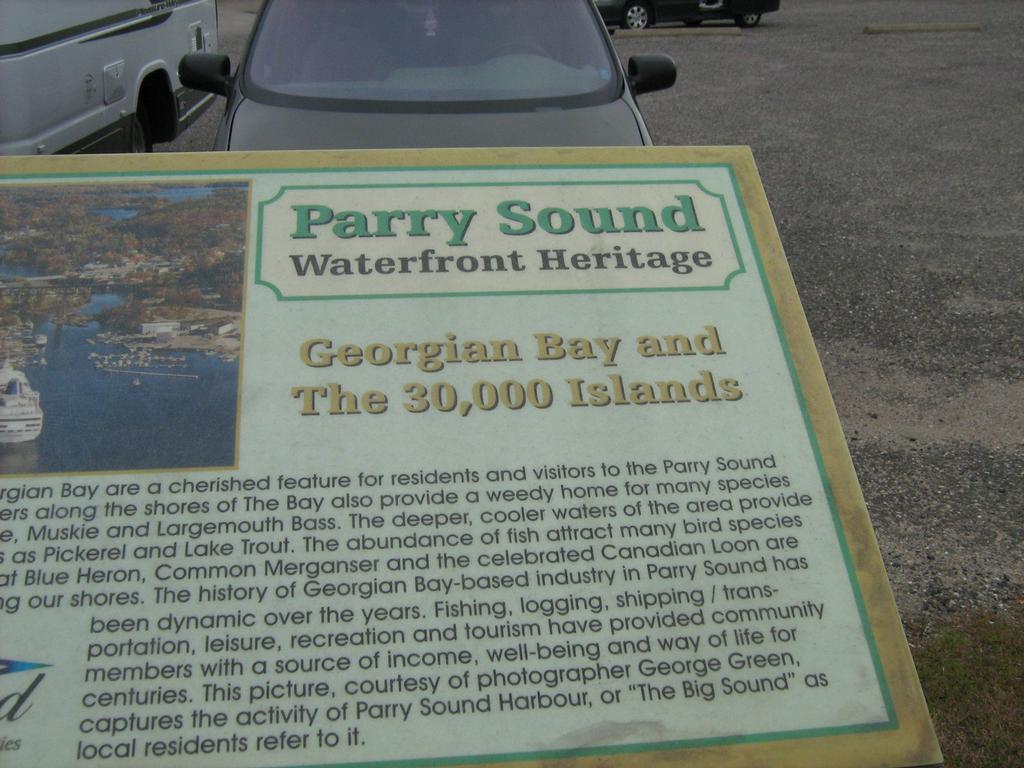 Parry Sound
Waterfront Heritage
Georgian Bay and
The 30,000 Islands
rgian Bay are a cherished feature for residents and visitors to the Parry Sound
ers along the shores of The Bay also provide a weedy home for many species
e, Muskie and Largemouth Bass. The deeper, cooler waters of the area provide
s as Pickerel and Lake Trout. The abundance of fish attract many bird species
at Blue Heron, Common Merganser and the celebrated Canadian Loon are
ng our shores. The history of Georgian Bay-based industry in Parry Sound has
been dynamic over the years. Fishing, logging, shipping / trans-
portation, leisure, recreation and tourism have provided community
members with a source of income, well-being and way of life for
centuries. This picture, courtesy of photographer George Green,
captures the activity of Parry Sound Harbour, or "The Big Sound" as
local residents refer to it.
d
ies